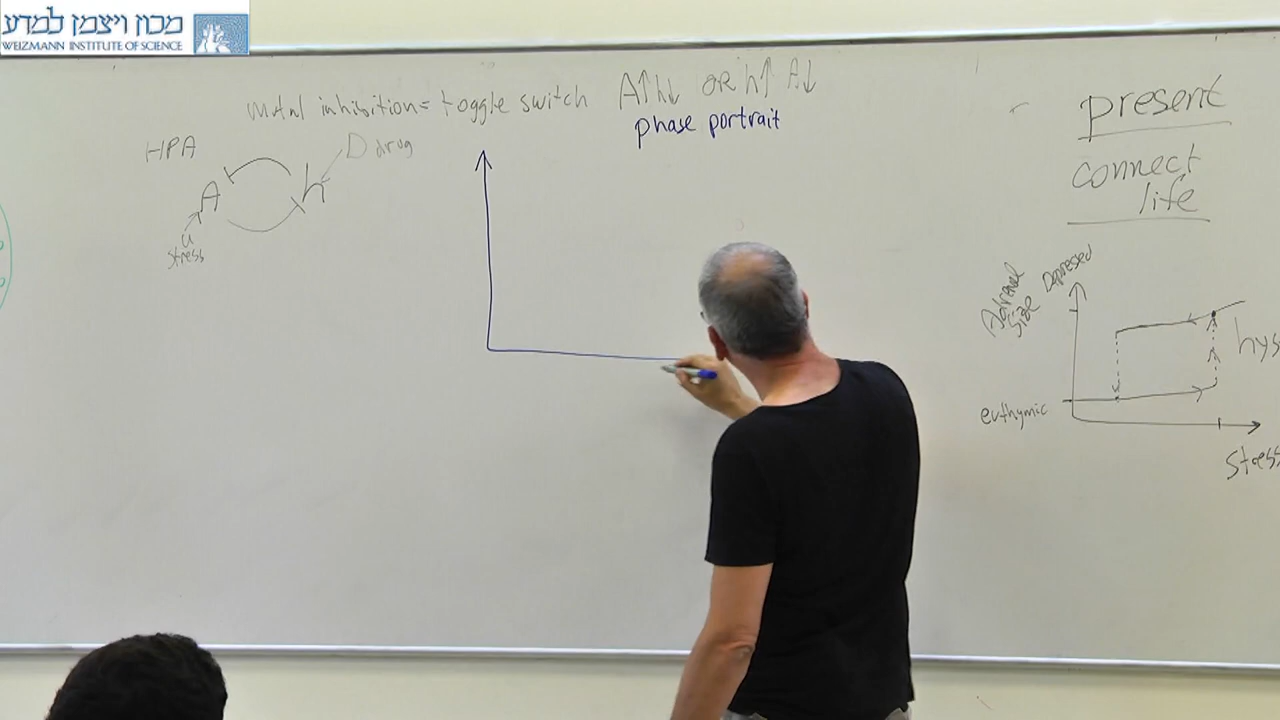 מכון ויצמן למדע
WEIZMANN INSTITUTE OF SCIENCE
mutual inhibition = toggle switch A↑h↓ OR h↑ A↓
phase portrait
HPA
D drug
A
h
u
stress
present
connect
life
Adrenal
size
Depressed
hys
euthymic
stress